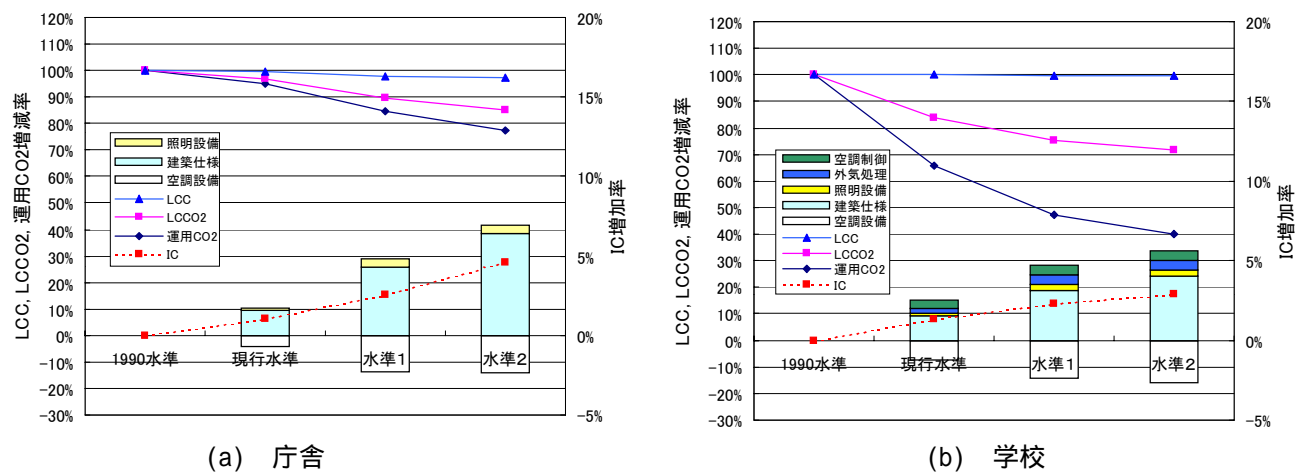 LCC, LCCO2, 運用CO2増減率
120%
110%
100%
90%
80%
70%
60%
50%
40%
30%
20%
10%
0%
-10%
-20%
-30%
照明設備
建築仕様
空調設備
LCC
LCCO2
運用CO2
IC
1990水準
現行水準
水準1
水準2
20%
15%
10%
5%
0%
-5%
IC増加率
(a) 庁舎
LCC, LCCO2, 運用CO2増減率
120%
110%
100%
90%
80%
70%
60%
50%
40%
30%
20%
10%
0%
-10%
-20%
-30%
空調制御
外気処理
照明設備
建築仕様
空調設備
LCC
LCCO2
運用CO2
IC
1990水準
現行水準
水準1
水準2
20%
15%
10%
5%
0%
-5%
IC増加率
(b) 学校